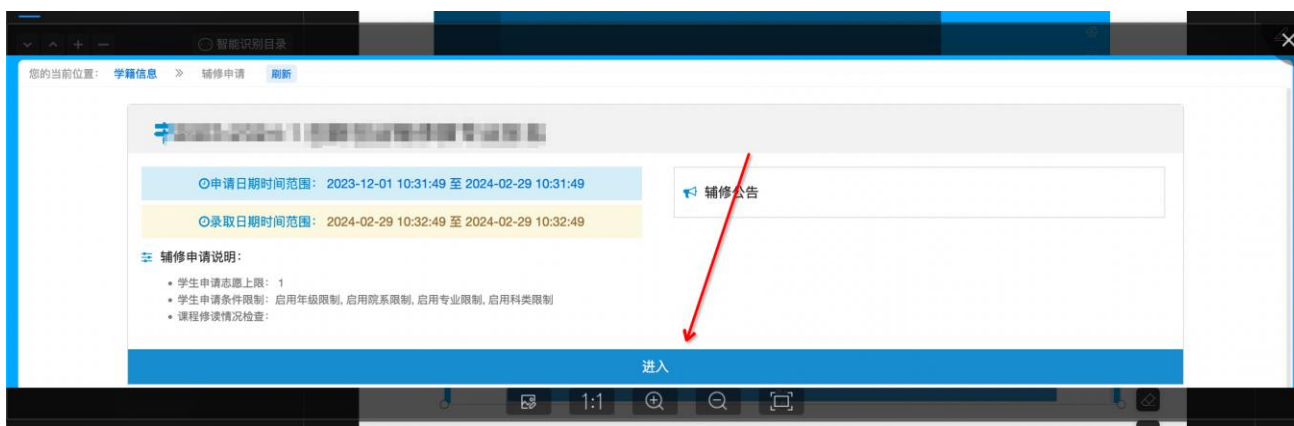 智能识别目录
您的当前位置： 学籍信息 》 辅修申请 刷新
申请日期时间范围： 2023-12-01 10:31:49 至 2024-02-29 10:31:49
辅修公告
录取日期时间范围： 2024-02-29 10:32:49 至 2024-02-29 10:32:49
辅修申请说明：
• 学生申请志愿上限： 1
• 学生申请条件限制： 启用年级限制, 启用院系限制, 启用专业限制, 启用科类限制
• 课程修读情况检查：
进入
1:1